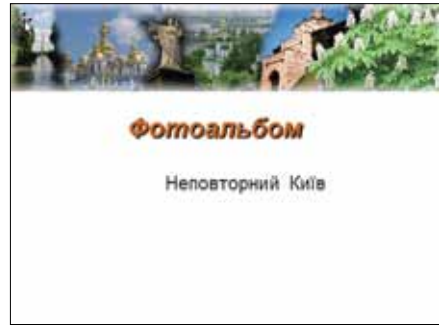 Фотоальбом
Неповторний Київ